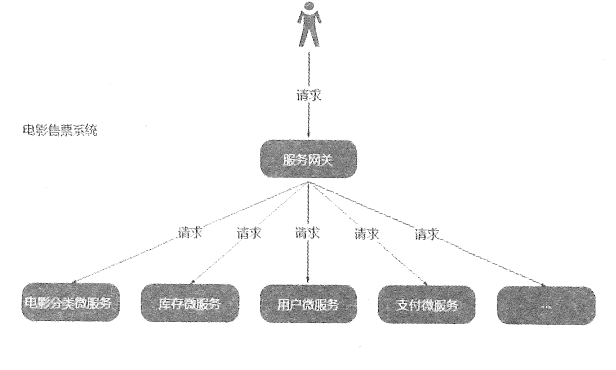 请求
电影售票系统
服务网关
请求 请求 请求 请求 请求
电影分类微服务 库存微服务 用户微服务 支付微服务 ...